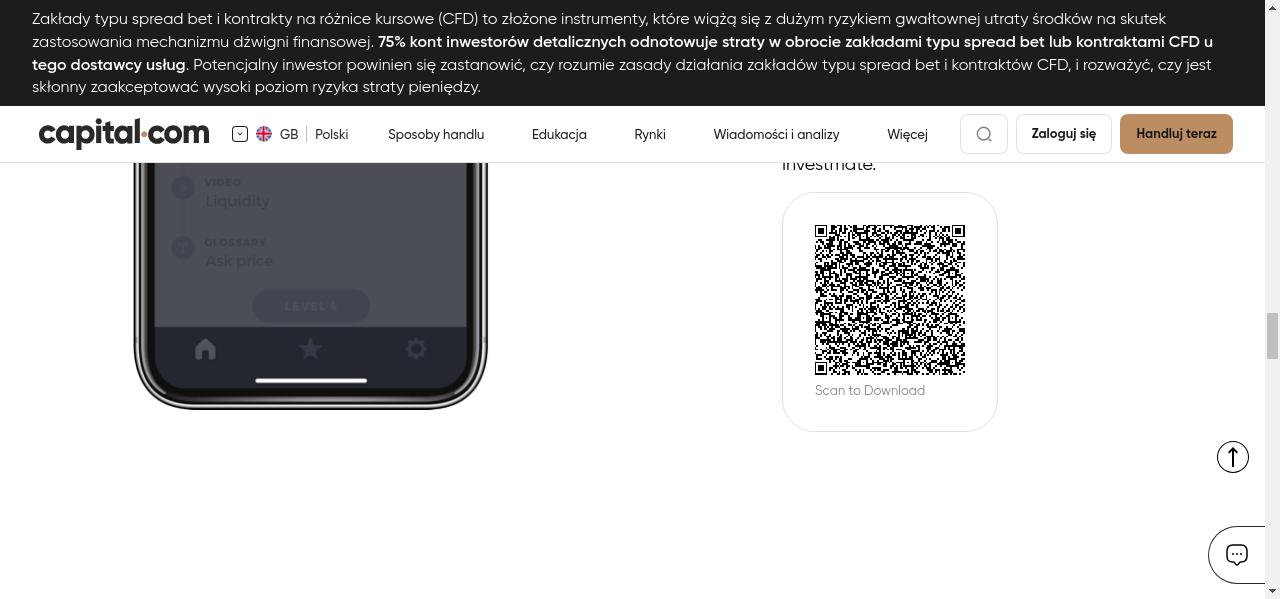 Zakłady typu spread bet i kontrakty na różnice kursowe (CFD) to złożone instrumenty, które wiążą się z dużym ryzykiem gwałtownej utraty środków na skutek
zastosowania mechanizmu dźwigni finansowej. 75% kont inwestorów detalicznych odnotowuje straty w obrocie zakładami typu spread bet lub kontraktami CFD u
tego dostawcy usług. Potencjalny inwestor powinien się zastanowić, czy rozumie zasady działania zakładów typu spread bet i kontraktów CFD, i rozważyć, czy jest
skłonny zaakceptować wysoki poziom ryzyka straty pieniędzy.
capital.com
GB
Polski
Sposoby handlu
Edukacja
Rynki
Wiadomości i analizy
Więcej
Zaloguj się
Handluj teraz
Investmate.
VIDEO
Liquidity
GLOSSARY
Ask price
LEVEL 4
Scan to Download